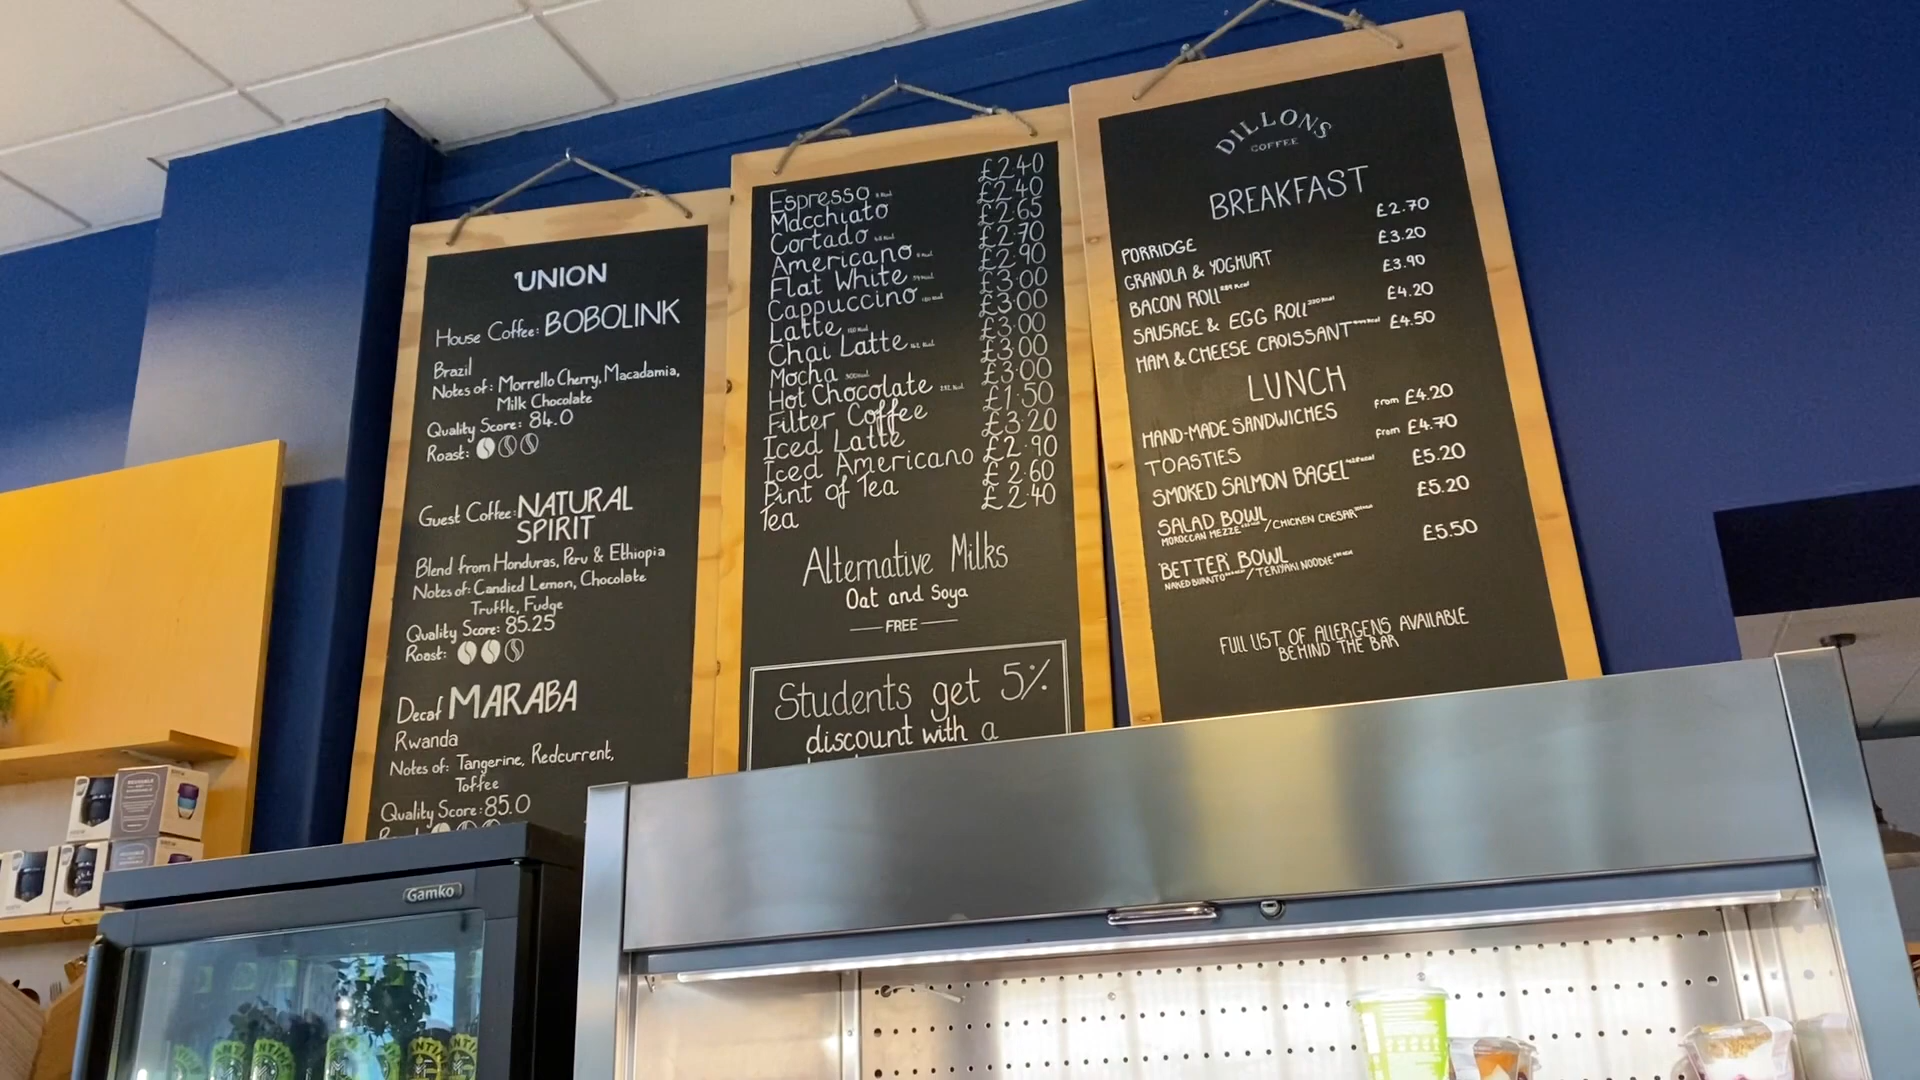 UNION
House Coffee: BOBOLINK
Brazil
Notes of: Morrello Cherry, Macadamia,
Milk Chocolate
Quality Score: 84.0
Roast:
Guest Coffee: NATURAL
SPIRIT
Blend from Honduras, Peru & Ethiopia
Notes of: Candied Lemon, Chocolate
Truffle, Fudge
Quality Score: 85.25
Roast:
Decaf MARABA
Rwanda
Notes of: Tangerine, Redcurrent,
Toffee
Quality Score: 85.0
Espresso £2.40
Macchiato £2.40
Cortado £2.65
Americano £2.70
Flat White £2.90
Cappuccino £3.00
Latte £3.00
Chai Latte £3.00
Mocha £3.00
Hot Chocolate £3.00
Filter Coffee £1.50
Iced Latte £3.20
Iced Americano £2.90
Pint of Tea £2.60
Tea £2.40
Alternative Milks
Oat and Soya
FREE
Students get 5%
discount with a
DILLONS
COFFEE
BREAKFAST
PORRIDGE £2.70
GRANOLA & YOGHURT £3.20
BACON ROLL £3.90
SAUSAGE & EGG ROLL £4.20
HAM & CHEESE CROISSANT £4.50
LUNCH
HAND-MADE SANDWICHES from £4.20
TOASTIES from £4.70
SMOKED SALMON BAGEL £5.20
SALAD BOWL £5.20
MOROCCAN MEZZE / CHICKEN CAESAR
BETTER BOWL £5.50
NAKED BURRITO / TERIYAKI NOODLE
FULL LIST OF ALLERGENS AVAILABLE
BEHIND THE BAR
Gamko